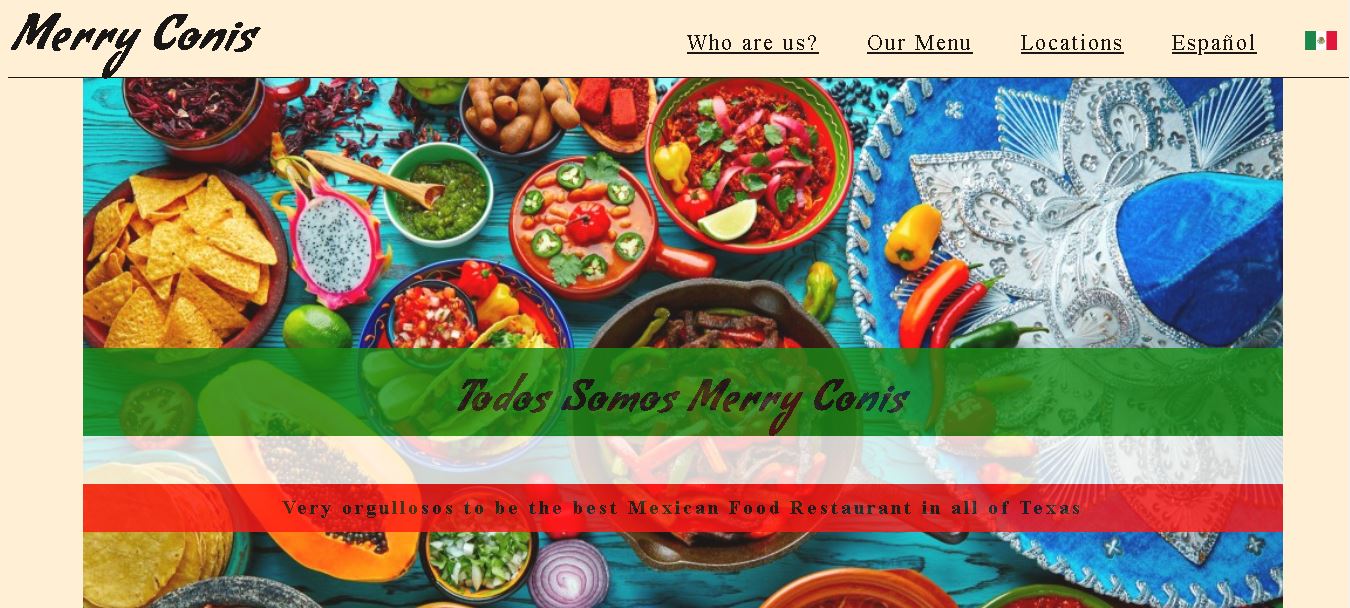 Merry Conis
Who are us? Our Menu Locations Español
Todos Somos Merry Conis
Very orgullosos to be the best Mexican Food Restaurant in all of Texas